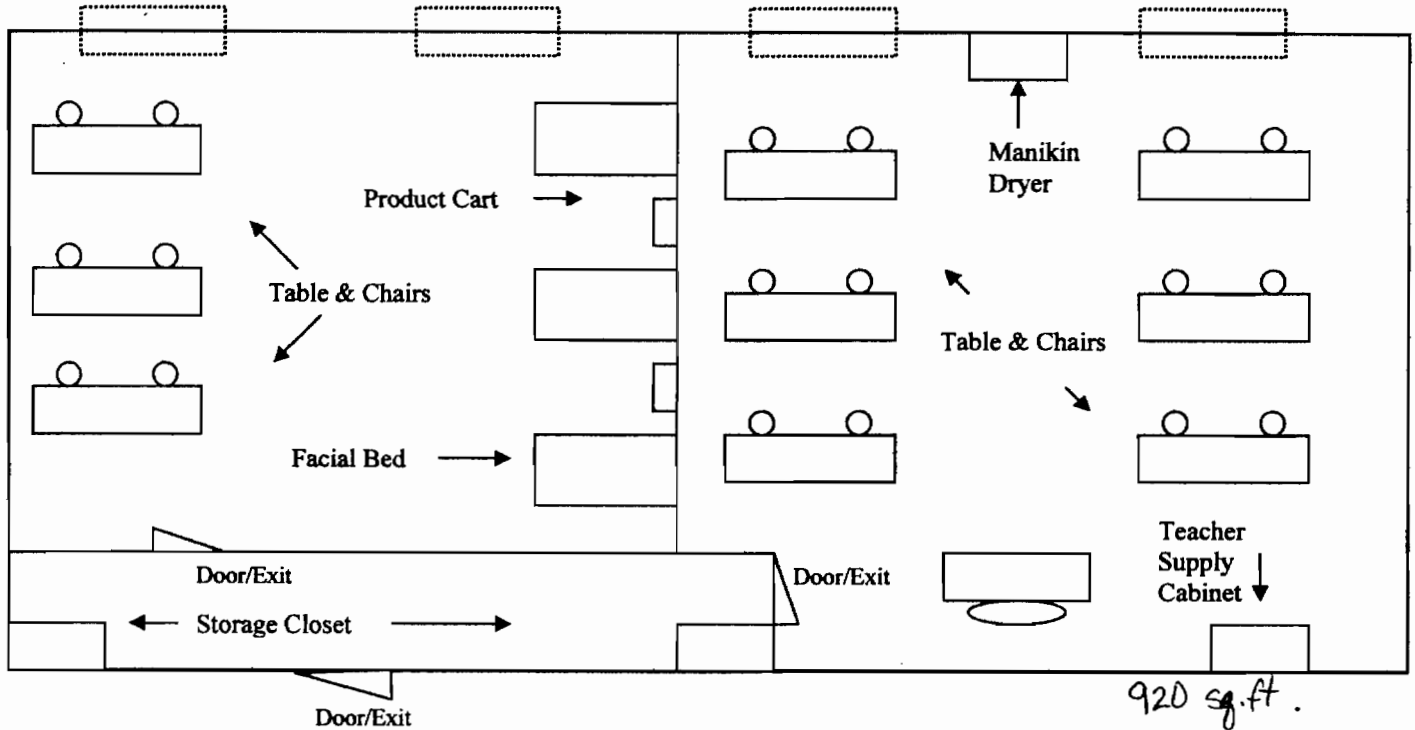 Manikin
Dryer
Product Cart
Table & Chairs
Table & Chairs
Facial Bed
Teacher
Supply
Cabinet
Door/Exit
Door/Exit
Storage Closet
920 sq.ft.
Door/Exit